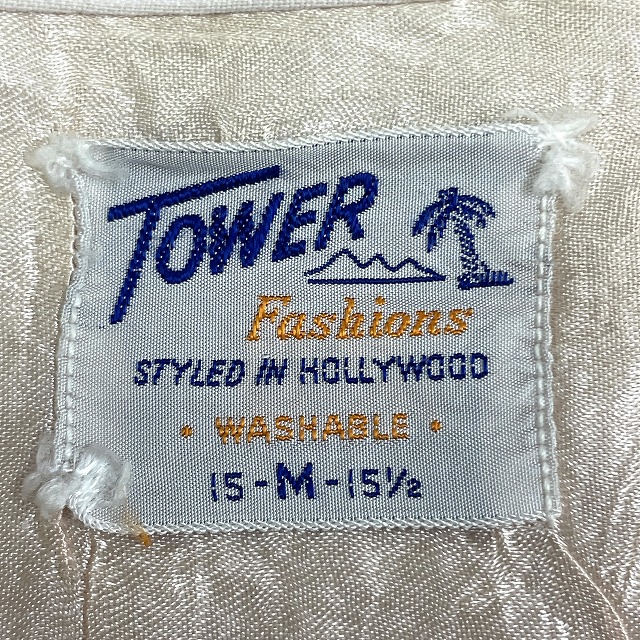 TOWER
Fashions
STYLED IN HOLLYWOOD
• WASHABLE •
15-M-15½